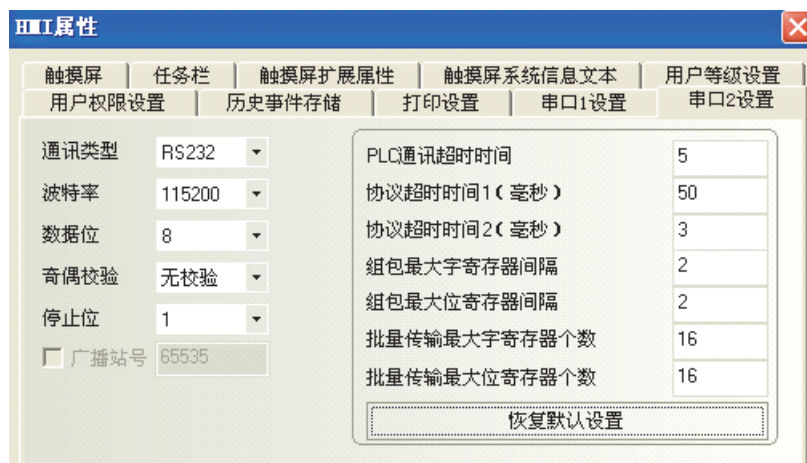 HMI属性
触摸屏 任务栏 触摸屏扩展属性 触摸屏系统信息文本 用户等级设置
用户权限设置 历史事件存储 打印设置 串口1设置 串口2设置
通讯类型 RS232
波特率 115200
数据位 8
奇偶校验 无校验
停止位 1
广播站号 65535
PLC通讯超时时间 5
协议超时时间1(毫秒) 50
协议超时时间2(毫秒) 3
组包最大字寄存器间隔 2
组包最大位寄存器间隔 2
批量传输最大字寄存器个数 16
批量传输最大位寄存器个数 16
恢复默认设置